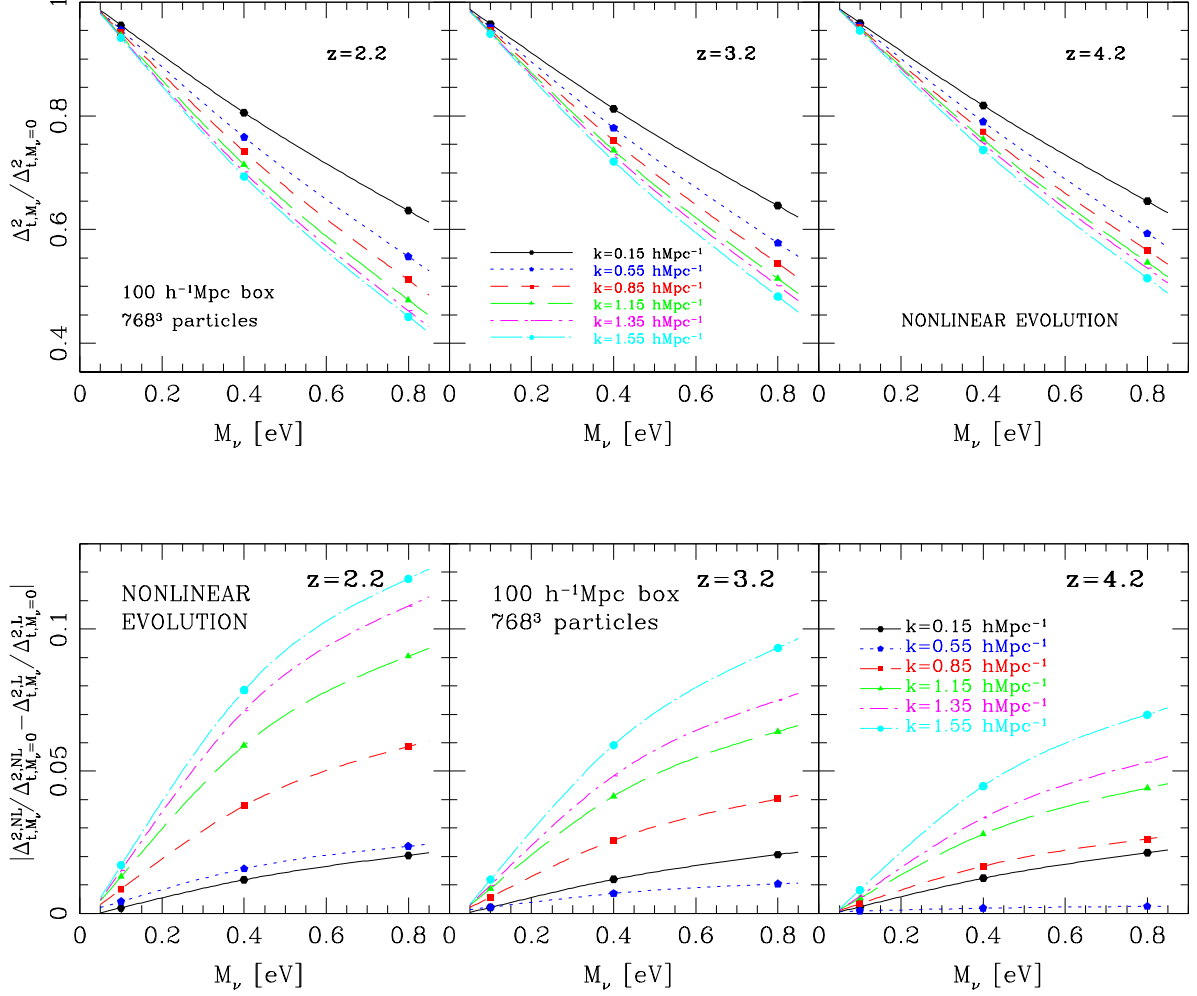 1
0.8
0.6
0.4
Δ²t,Mν/Δ²t,Mν=0
z=2.2
z=3.2
z=4.2
100 h⁻¹Mpc box
768³ particles
k=0.15 hMpc⁻¹
k=0.55 hMpc⁻¹
k=0.85 hMpc⁻¹
k=1.15 hMpc⁻¹
k=1.35 hMpc⁻¹
k=1.55 hMpc⁻¹
NONLINEAR EVOLUTION
0 0.2 0.4 0.6 0.8 0 0.2 0.4 0.6 0.8 0 0.2 0.4 0.6 0.8
Mν [eV] Mν [eV] Mν [eV]
|Δ²,NL t,Mν/Δ²,NL t,Mν=0 − Δ²,L t,Mν/Δ²,L t,Mν=0|
0.1
0.05
0
NONLINEAR
EVOLUTION
z=2.2
100 h⁻¹Mpc box
768³ particles
z=3.2
z=4.2
k=0.15 hMpc⁻¹
k=0.55 hMpc⁻¹
k=0.85 hMpc⁻¹
k=1.15 hMpc⁻¹
k=1.35 hMpc⁻¹
k=1.55 hMpc⁻¹
0 0.2 0.4 0.6 0.8 0 0.2 0.4 0.6 0.8 0 0.2 0.4 0.6 0.8
Mν [eV] Mν [eV] Mν [eV]